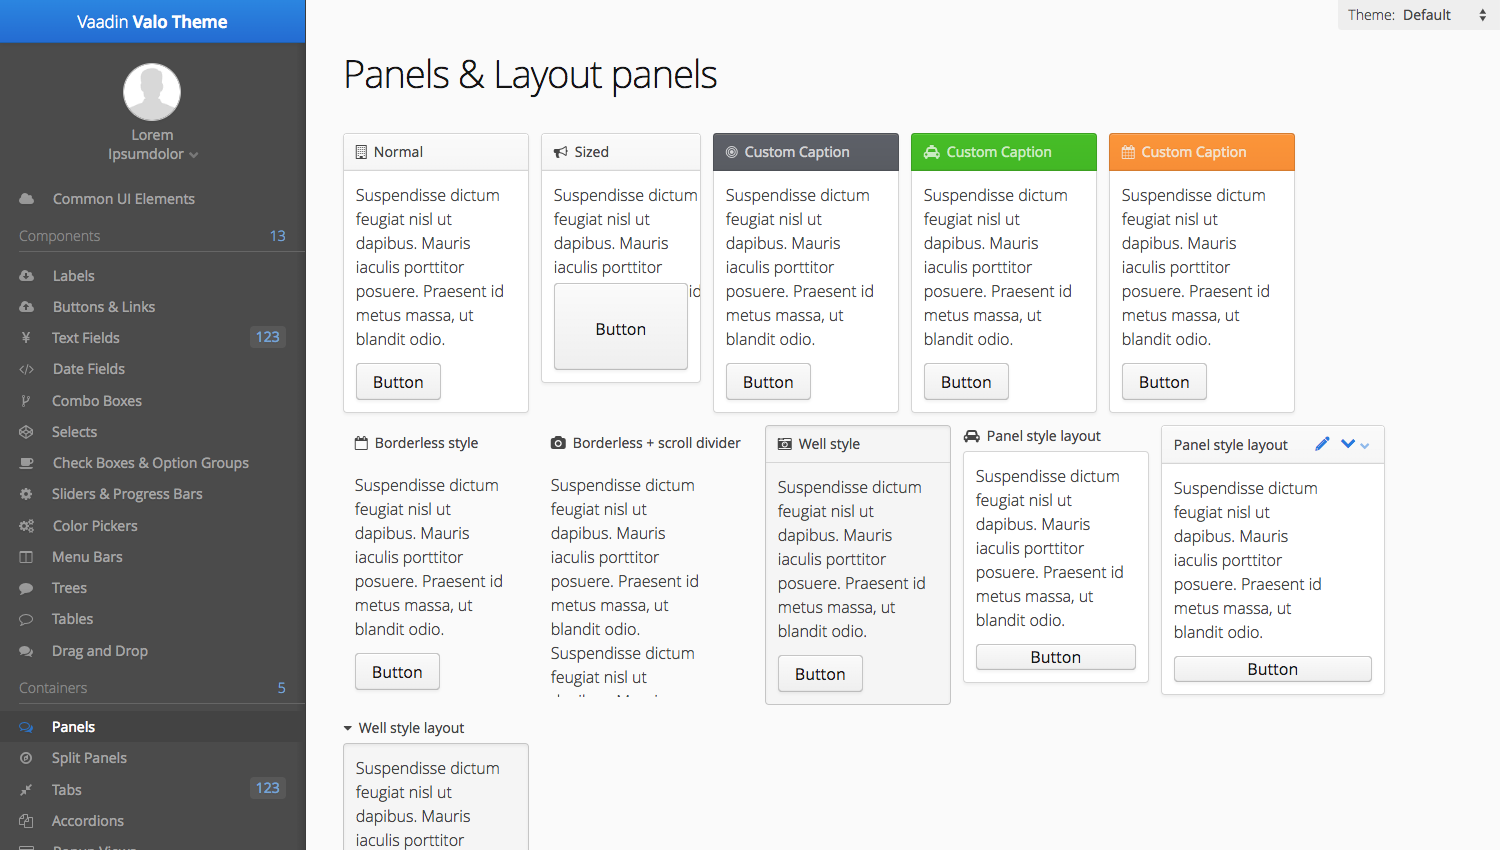 Vaadin Valo Theme
Lorem
Ipsumdolor
Common UI Elements
Components 13
Labels
Buttons & Links
Text Fields 123
Date Fields
Combo Boxes
Selects
Check Boxes & Option Groups
Sliders & Progress Bars
Color Pickers
Menu Bars
Trees
Tables
Drag and Drop
Containers 5
Panels
Split Panels
Tabs 123
Accordions
Popup Views
Theme: Default
Panels & Layout panels
Normal
Suspendisse dictum
feugiat nisl ut
dapibus. Mauris
iaculis porttitor
posuere. Praesent id
metus massa, ut
blandit odio.
Button
Sized
Suspendisse dictum
feugiat nisl ut
dapibus. Mauris
iaculis porttitor
id
Button
Custom Caption
Suspendisse dictum
feugiat nisl ut
dapibus. Mauris
iaculis porttitor
posuere. Praesent id
metus massa, ut
blandit odio.
Button
Custom Caption
Suspendisse dictum
feugiat nisl ut
dapibus. Mauris
iaculis porttitor
posuere. Praesent id
metus massa, ut
blandit odio.
Button
Custom Caption
Suspendisse dictum
feugiat nisl ut
dapibus. Mauris
iaculis porttitor
posuere. Praesent id
metus massa, ut
blandit odio.
Button
Borderless style
Suspendisse dictum
feugiat nisl ut
dapibus. Mauris
iaculis porttitor
posuere. Praesent id
metus massa, ut
blandit odio.
Button
Borderless + scroll divider
Suspendisse dictum
feugiat nisl ut
dapibus. Mauris
iaculis porttitor
posuere. Praesent id
metus massa, ut
blandit odio.
Suspendisse dictum
feugiat nisl ut
Well style
Suspendisse dictum
feugiat nisl ut
dapibus. Mauris
iaculis porttitor
posuere. Praesent id
metus massa, ut
blandit odio.
Button
Panel style layout
Suspendisse dictum
feugiat nisl ut
dapibus. Mauris
iaculis porttitor
posuere. Praesent id
metus massa, ut
blandit odio.
Button
Panel style layout
Suspendisse dictum
feugiat nisl ut
dapibus. Mauris
iaculis porttitor
posuere. Praesent id
metus massa, ut
blandit odio.
Button
Well style layout
Suspendisse dictum
feugiat nisl ut
dapibus. Mauris
iaculis porttitor